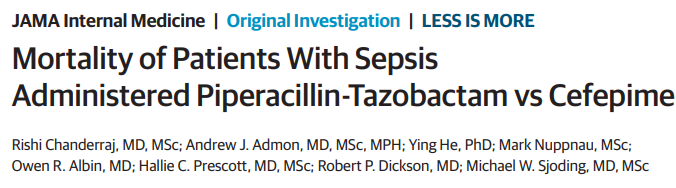 JAMA Internal Medicine | Original Investigation | LESS IS MORE
Mortality of Patients With Sepsis
Administered Piperacillin-Tazobactam vs Cefepime
Rishi Chanderraj, MD, MSc; Andrew J. Admon, MD, MSc, MPH; Ying He, PhD; Mark Nuppnau, MSc;
Owen R. Albin, MD; Hallie C. Prescott, MD, MSc; Robert P. Dickson, MD; Michael W. Sjoding, MD, MSc